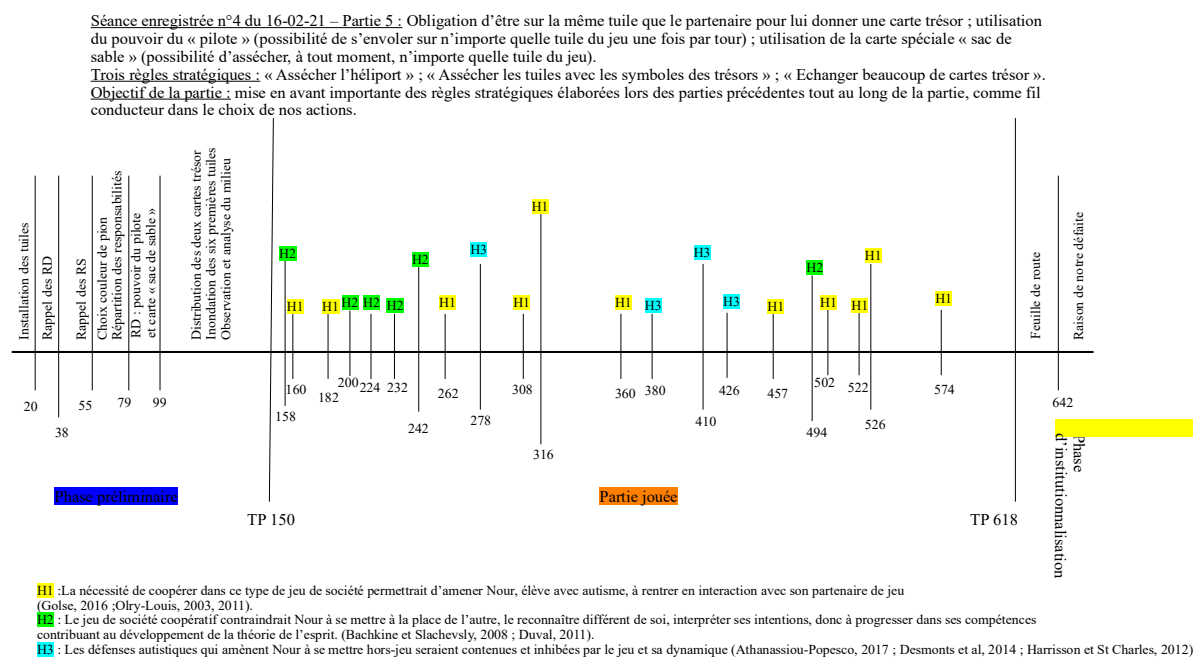 Séance enregistrée n°4 du 16-02-21 – Partie 5 : Obligation d'être sur la même tuile que le partenaire pour lui donner une carte trésor ; utilisation
du pouvoir du « pilote » (possibilité de s'envoler sur n'importe quelle tuile du jeu une fois par tour) ; utilisation de la carte spéciale « sac de
sable » (possibilité d'assécher, à tout moment, n'importe quelle tuile du jeu).
Trois règles stratégiques : « Assécher l'héliport » ; « Assécher les tuiles avec les symboles des trésors » ; « Echanger beaucoup de cartes trésor ».
Objectif de la partie : mise en avant importante des règles stratégiques élaborées lors des parties précédentes tout au long de la partie, comme fil
conducteur dans le choix de nos actions.
Installation des tuiles
Rappel des RD
Rappel des RS
Choix couleur de pion
Répartition des responsabilités
RD : pouvoir du pilote
et carte « sac de sable »
Distribution des deux cartes trésor
Inondation des six premières tuiles
Observation et analyse du milieu
H2
H1
H1
H2
H2
H2
H2
H1
H3
H1
H1
H1
H3
H3
H3
H1
H2
H1
H1
H1
H1
Feuille de route
Raison de notre défaite
20
38
55
79
99
158
160
182
200
224
232
242
262
278
308
316
360
380
410
426
457
494
502
522
526
574
642
Phase préliminaire
Partie jouée
Phase
d'institutionnalisation
TP 150
TP 618
H1 :La nécessité de coopérer dans ce type de jeu de société permettrait d'amener Nour, élève avec autisme, à rentrer en interaction avec son partenaire de jeu
(Golse, 2016 ;Olry-Louis, 2003, 2011).
H2 : Le jeu de société coopératif contraindrait Nour à se mettre à la place de l'autre, le reconnaître différent de soi, interpréter ses intentions, donc à progresser dans ses compétences
contribuant au développement de la théorie de l'esprit. (Bachkine et Slachevsly, 2008 ; Duval, 2011).
H3 : Les défenses autistiques qui amènent Nour à se mettre hors-jeu seraient contenues et inhibées par le jeu et sa dynamique (Athanassiou-Popesco, 2017 ; Desmonts et al, 2014 ; Harrisson et St Charles, 2012)